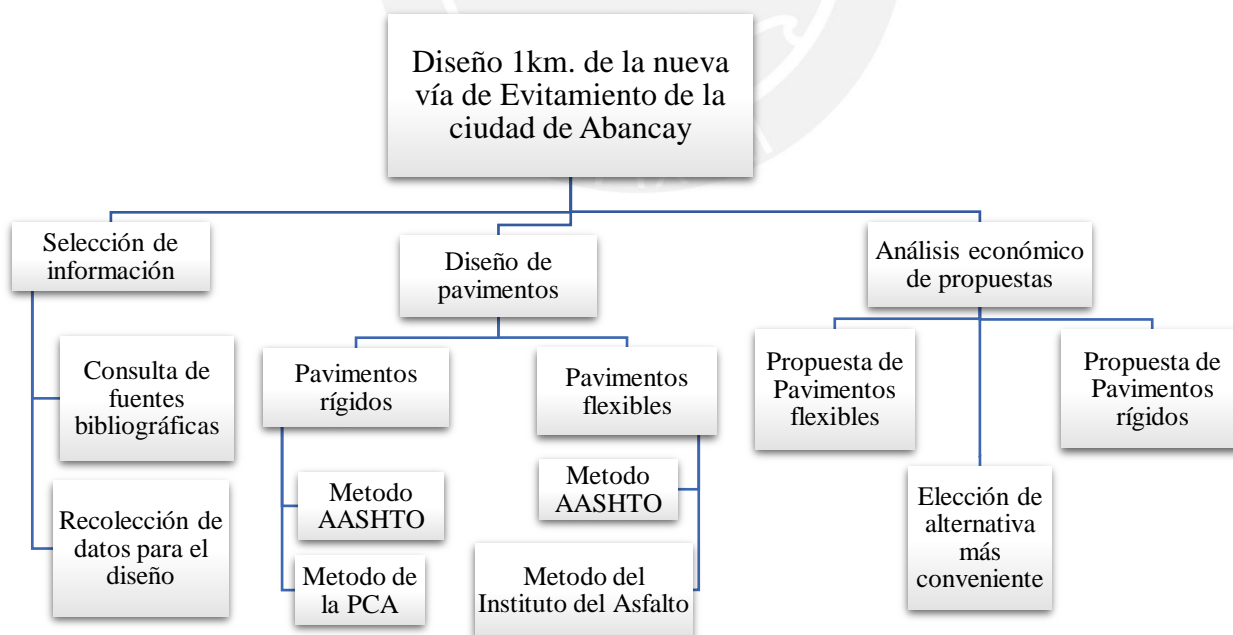 Diseño 1km. de la nueva
vía de Evitamiento de la
ciudad de Abancay
Selección de
información
Consulta de
fuentes
bibliográficas
Recolección de
datos para el
diseño
Diseño de
pavimentos
Pavimentos
rígidos
Metodo
AASHTO
Metodo de
la PCA
Pavimentos
flexibles
Metodo
AASHTO
Metodo del
Instituto del Asfalto
Análisis económico
de propuestas
Propuesta de
Pavimentos
flexibles
Elección de
alternativa
más
conveniente
Propuesta de
Pavimentos
rígidos